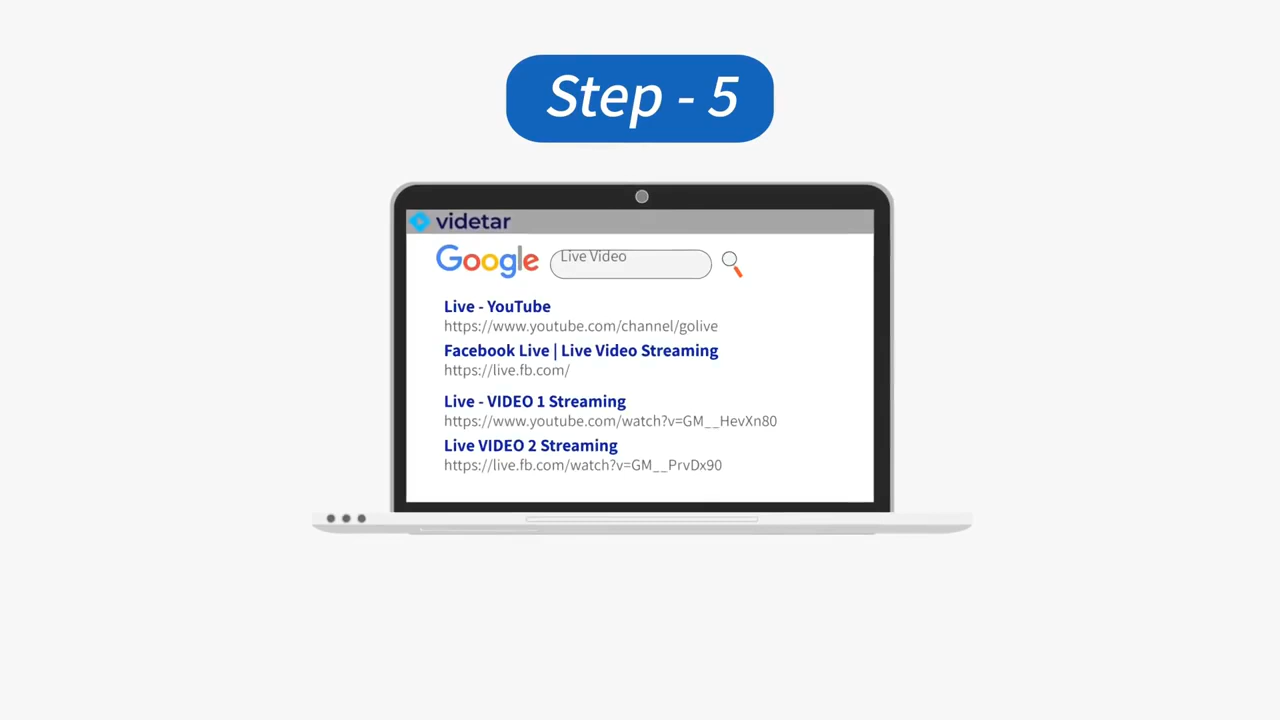 Step - 5
videtar
Google Live Video
Live - YouTube
https://www.youtube.com/channel/golive
Facebook Live | Live Video Streaming
https://live.fb.com/
Live - VIDEO 1 Streaming
https://www.youtube.com/watch?v=GM__HevXn80
Live VIDEO 2 Streaming
https://live.fb.com/watch?v=GM__PrvDx90